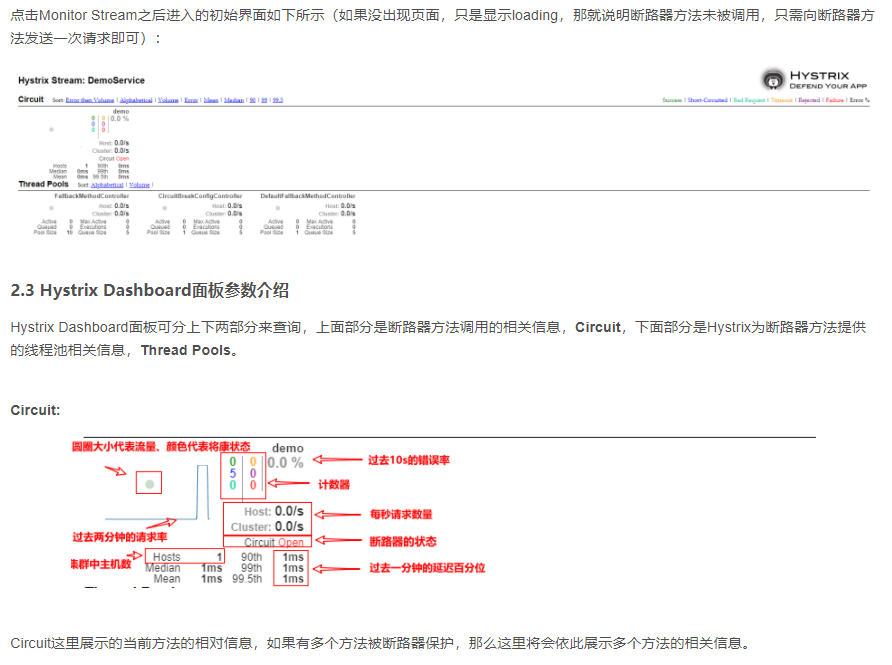 点击Monitor Stream之后进入的初始界面如下所示（如果没出现页面，只是显示loading，那就说明断路器方法未被调用，只需向断路器方
法发送一次请求即可）：
Hystrix Stream: DemoService
HYSTRIX
DEFEND YOUR APP
Circuit Sort: Error then Volume | Alphabetical | Volume | Error | Mean | Median | 90 | 99 | 99.5
Success | Short-Circuited | Bad Request | Timeout | Rejected | Failure | Error %
demo
0 0 0.0 %
0 0
0 0
Host: 0.0/s
Cluster: 0.0/s
Circuit Open
Hosts 1 90th 1ms
Median 0ms 99th 0ms
Mean 0ms 99.5th 0ms
Thread Pools Sort: Alphabetical | Volume |
FallbackMethodController CircuitBreakConfigController DefaultFallbackMethodController
Host: 0.0/s Host: 0.0/s Host: 0.0/s
Cluster: 0.0/s Cluster: 0.0/s Cluster: 0.0/s
Active 0 Max Active 0 Active 0 Max Active 0 Active 0 Max Active 0
Queued 0 Executions 0 Queued 0 Executions 0 Queued 0 Executions 0
Pool Size 10 Queue Size 5 Pool Size 1 Queue Size 5 Pool Size 1 Queue Size 5
2.3 Hystrix Dashboard面板参数介绍
Hystrix Dashboard面板可分上下两部分来查询，上面部分是断路器方法调用的相关信息，Circuit，下面部分是Hystrix为断路器方法提供
的线程池相关信息，Thread Pools。
Circuit:
圆圈大小代表流量、颜色代表将康状态
demo
0 0 0.0 %
过去10s的错误率
5 0
0 0
计数器
Host: 0.0/s
每秒请求数量
Cluster: 0.0/s
过去两分钟的请求率
Circuit Open
断路器的状态
集群中主机数
Hosts 1 90th 1ms
Median 1ms 99th 1ms
过去一分钟的延迟百分位
Mean 1ms 99.5th 1ms
Circuit这里展示的当前方法的相对信息，如果有多个方法被断路器保护，那么这里将会依此展示多个方法的相关信息。